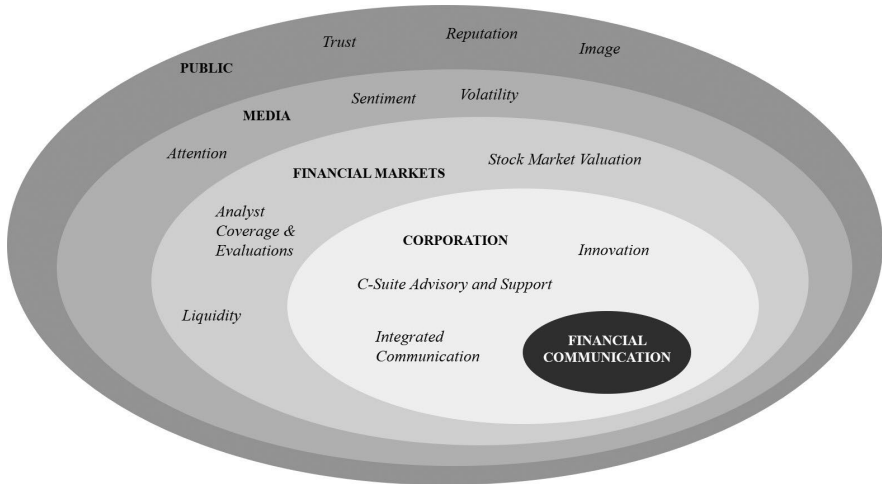 Trust
Reputation
Image
PUBLIC
Sentiment
Volatility
MEDIA
Attention
Stock Market Valuation
FINANCIAL MARKETS
Analyst
Coverage &
Evaluations
CORPORATION
Innovation
C-Suite Advisory and Support
Liquidity
Integrated
Communication
FINANCIAL
COMMUNICATION